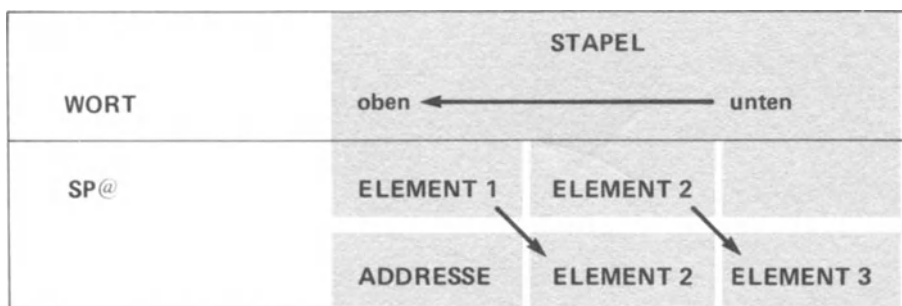 STAPEL
WORT oben unten
SP@ ELEMENT 1 ELEMENT 2
ADDRESSE ELEMENT 2 ELEMENT 3